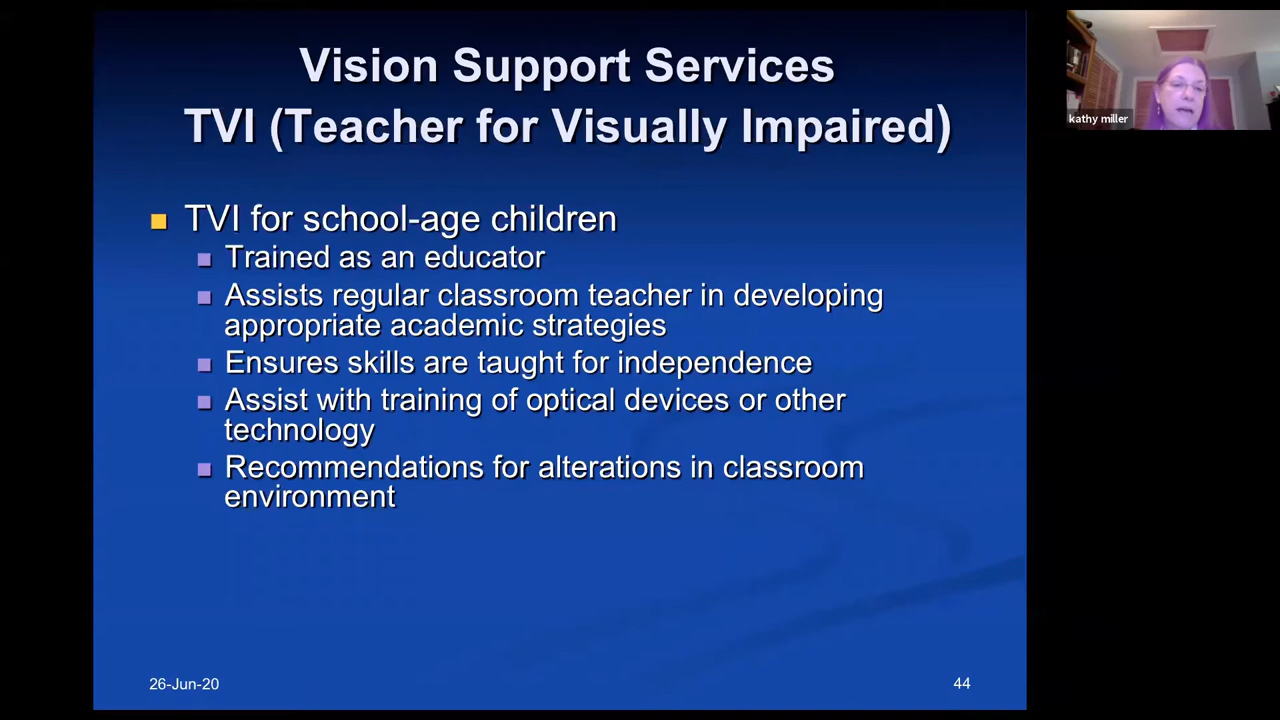 Vision Support Services
TVI (Teacher for Visually Impaired)
TVI for school-age children
Trained as an educator
Assists regular classroom teacher in developing
appropriate academic strategies
Ensures skills are taught for independence
Assist with training of optical devices or other
technology
Recommendations for alterations in classroom
environment
26-Jun-20
44
kathy miller